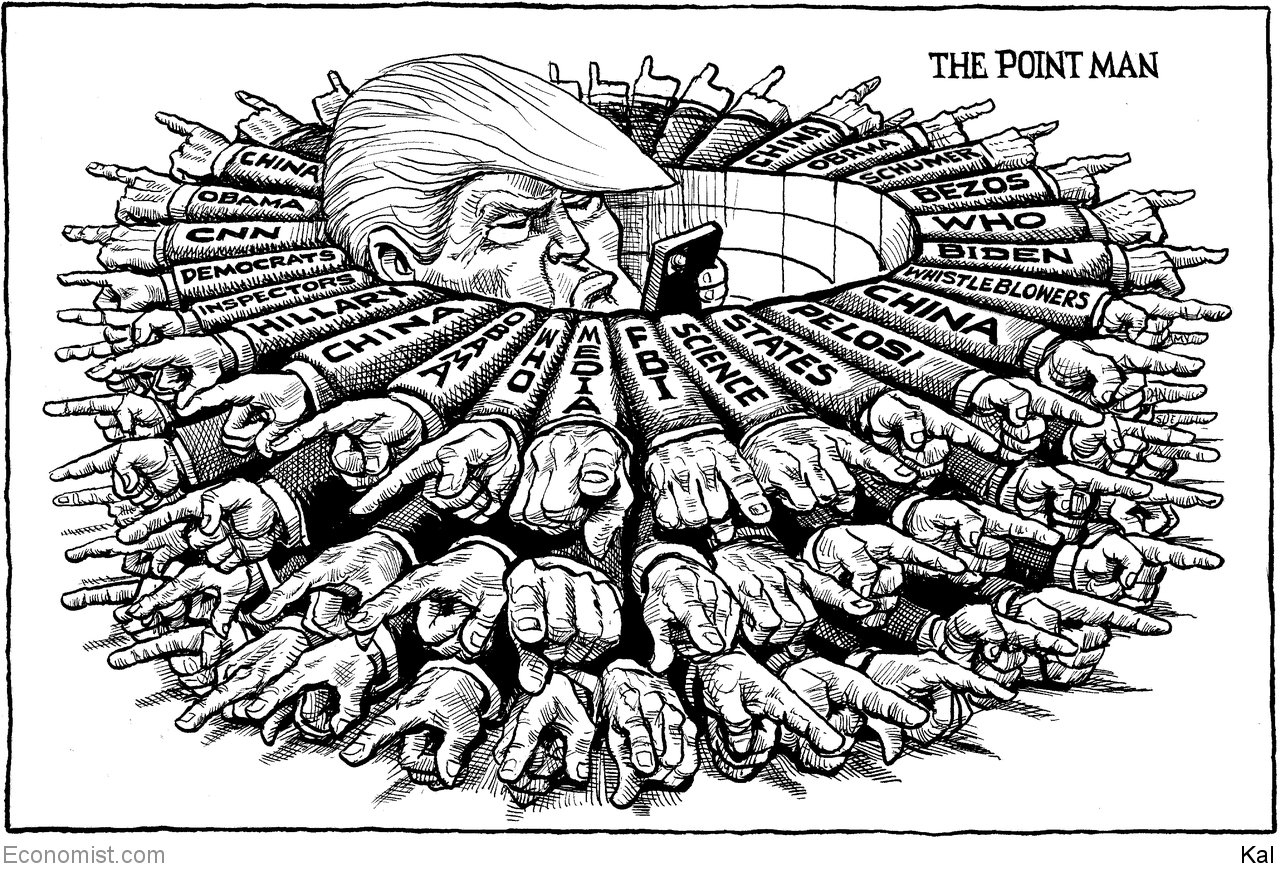 THE POINT MAN
CHINA
OBAMA
CNN
DEMOCRATS
INSPECTORS
HILLARY
CHINA
OBAMA
WHO
MEDIA
FBI
SCIENCE
STATES
PELOSI
CHINA
WHISTLEBLOWERS
BIDEN
WHO
BEZOS
SCHUMER
OBAMA
CHINA
Economist.com
Kal